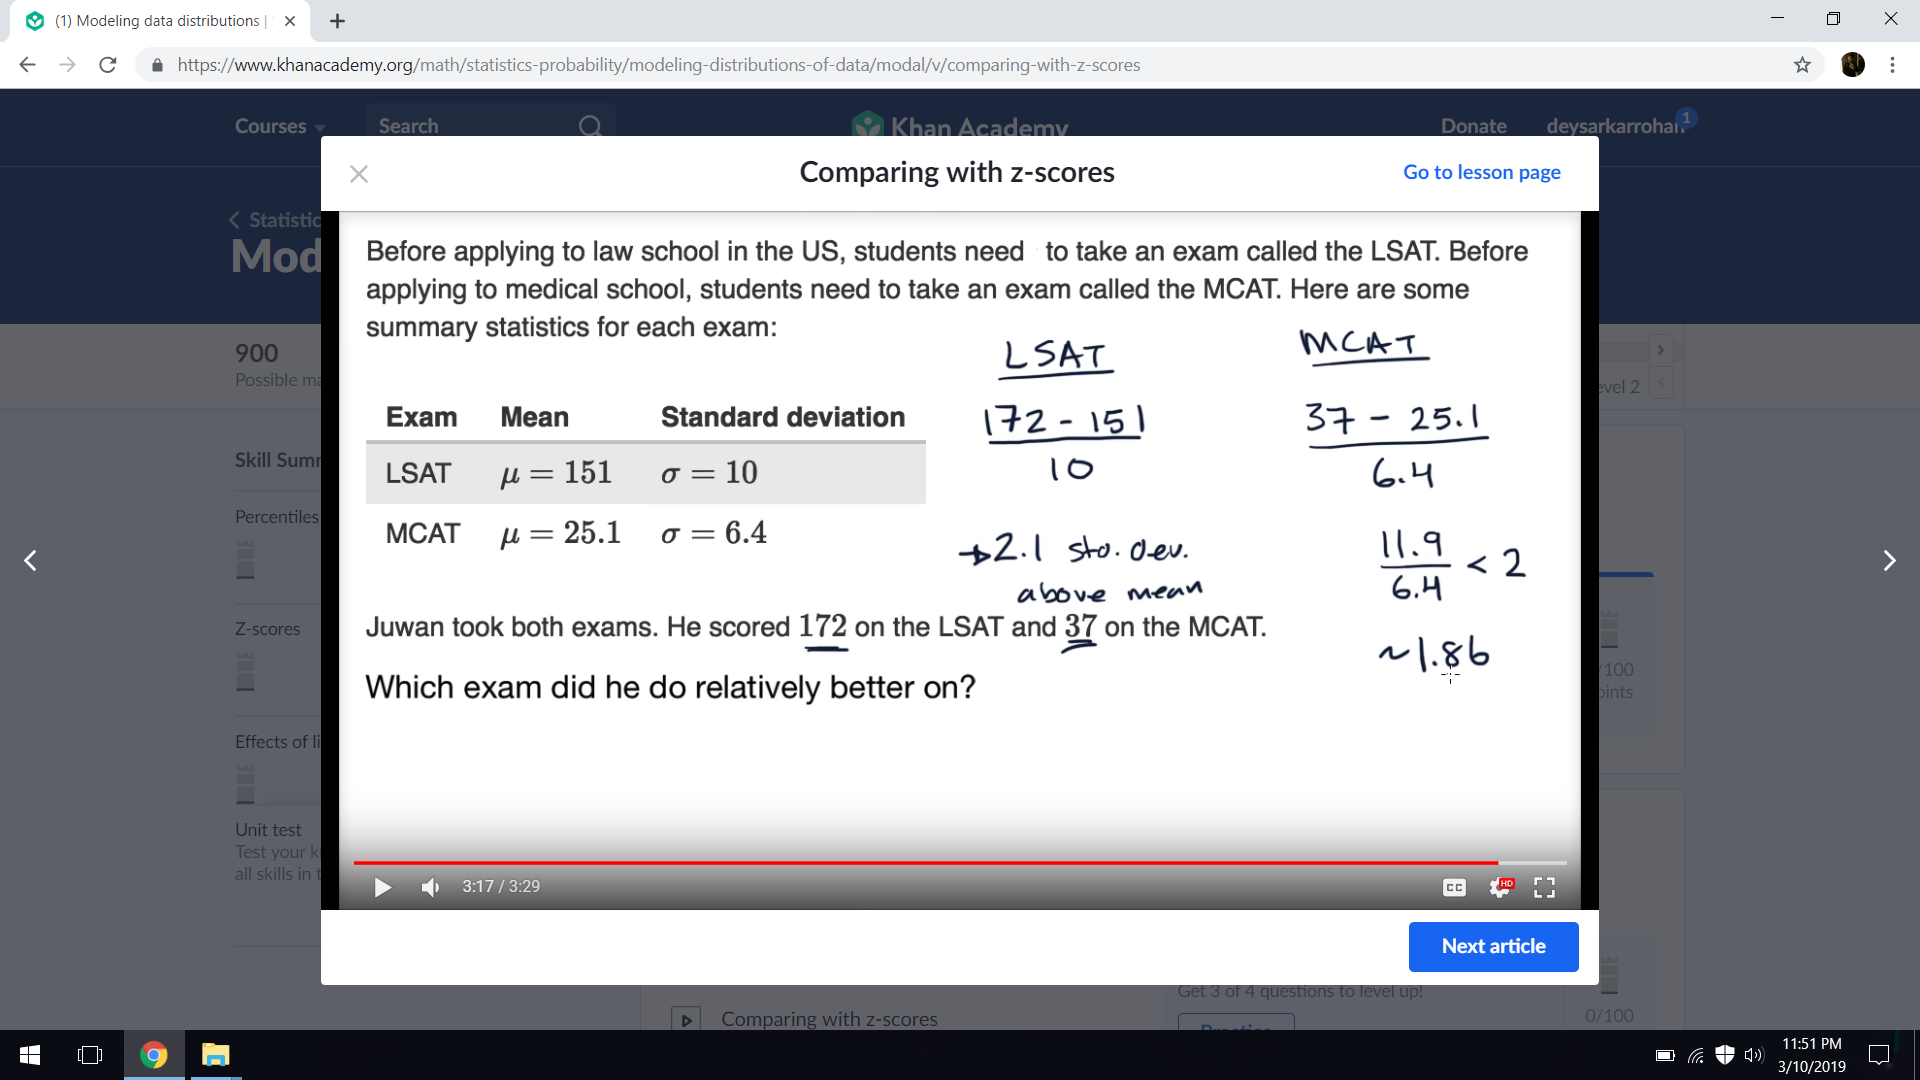 (1) Modeling data distributions |
https://www.khanacademy.org/math/statistics-probability/modeling-distributions-of-data/modal/v/comparing-with-z-scores
Courses
Search
Khan Academy
Donate
deysarkarrohan
1
Comparing with z-scores
Go to lesson page
Statistic
Mod
900
Possible ma
evel 2
Skill Summ
Percentiles
Z-scores
Effects of li
Unit test
Test your k
all skills in t
Before applying to law school in the US, students need to take an exam called the LSAT. Before
applying to medical school, students need to take an exam called the MCAT. Here are some
summary statistics for each exam:
Exam Mean Standard deviation
LSAT μ = 151 σ = 10
MCAT μ = 25.1 σ = 6.4
LSAT
172 - 151
10
→ 2.1 std. dev.
above mean
MCAT
37 - 25.1
6.4
11.9
6.4
< 2
~1.86
Juwan took both exams. He scored 172 on the LSAT and 37 on the MCAT.
Which exam did he do relatively better on?
/100
oints
3:17 / 3:29
CC
HD
Next article
Get 3 of 4 questions to level up!
Comparing with z-scores
Practice
0/100
11:51 PM
3/10/2019